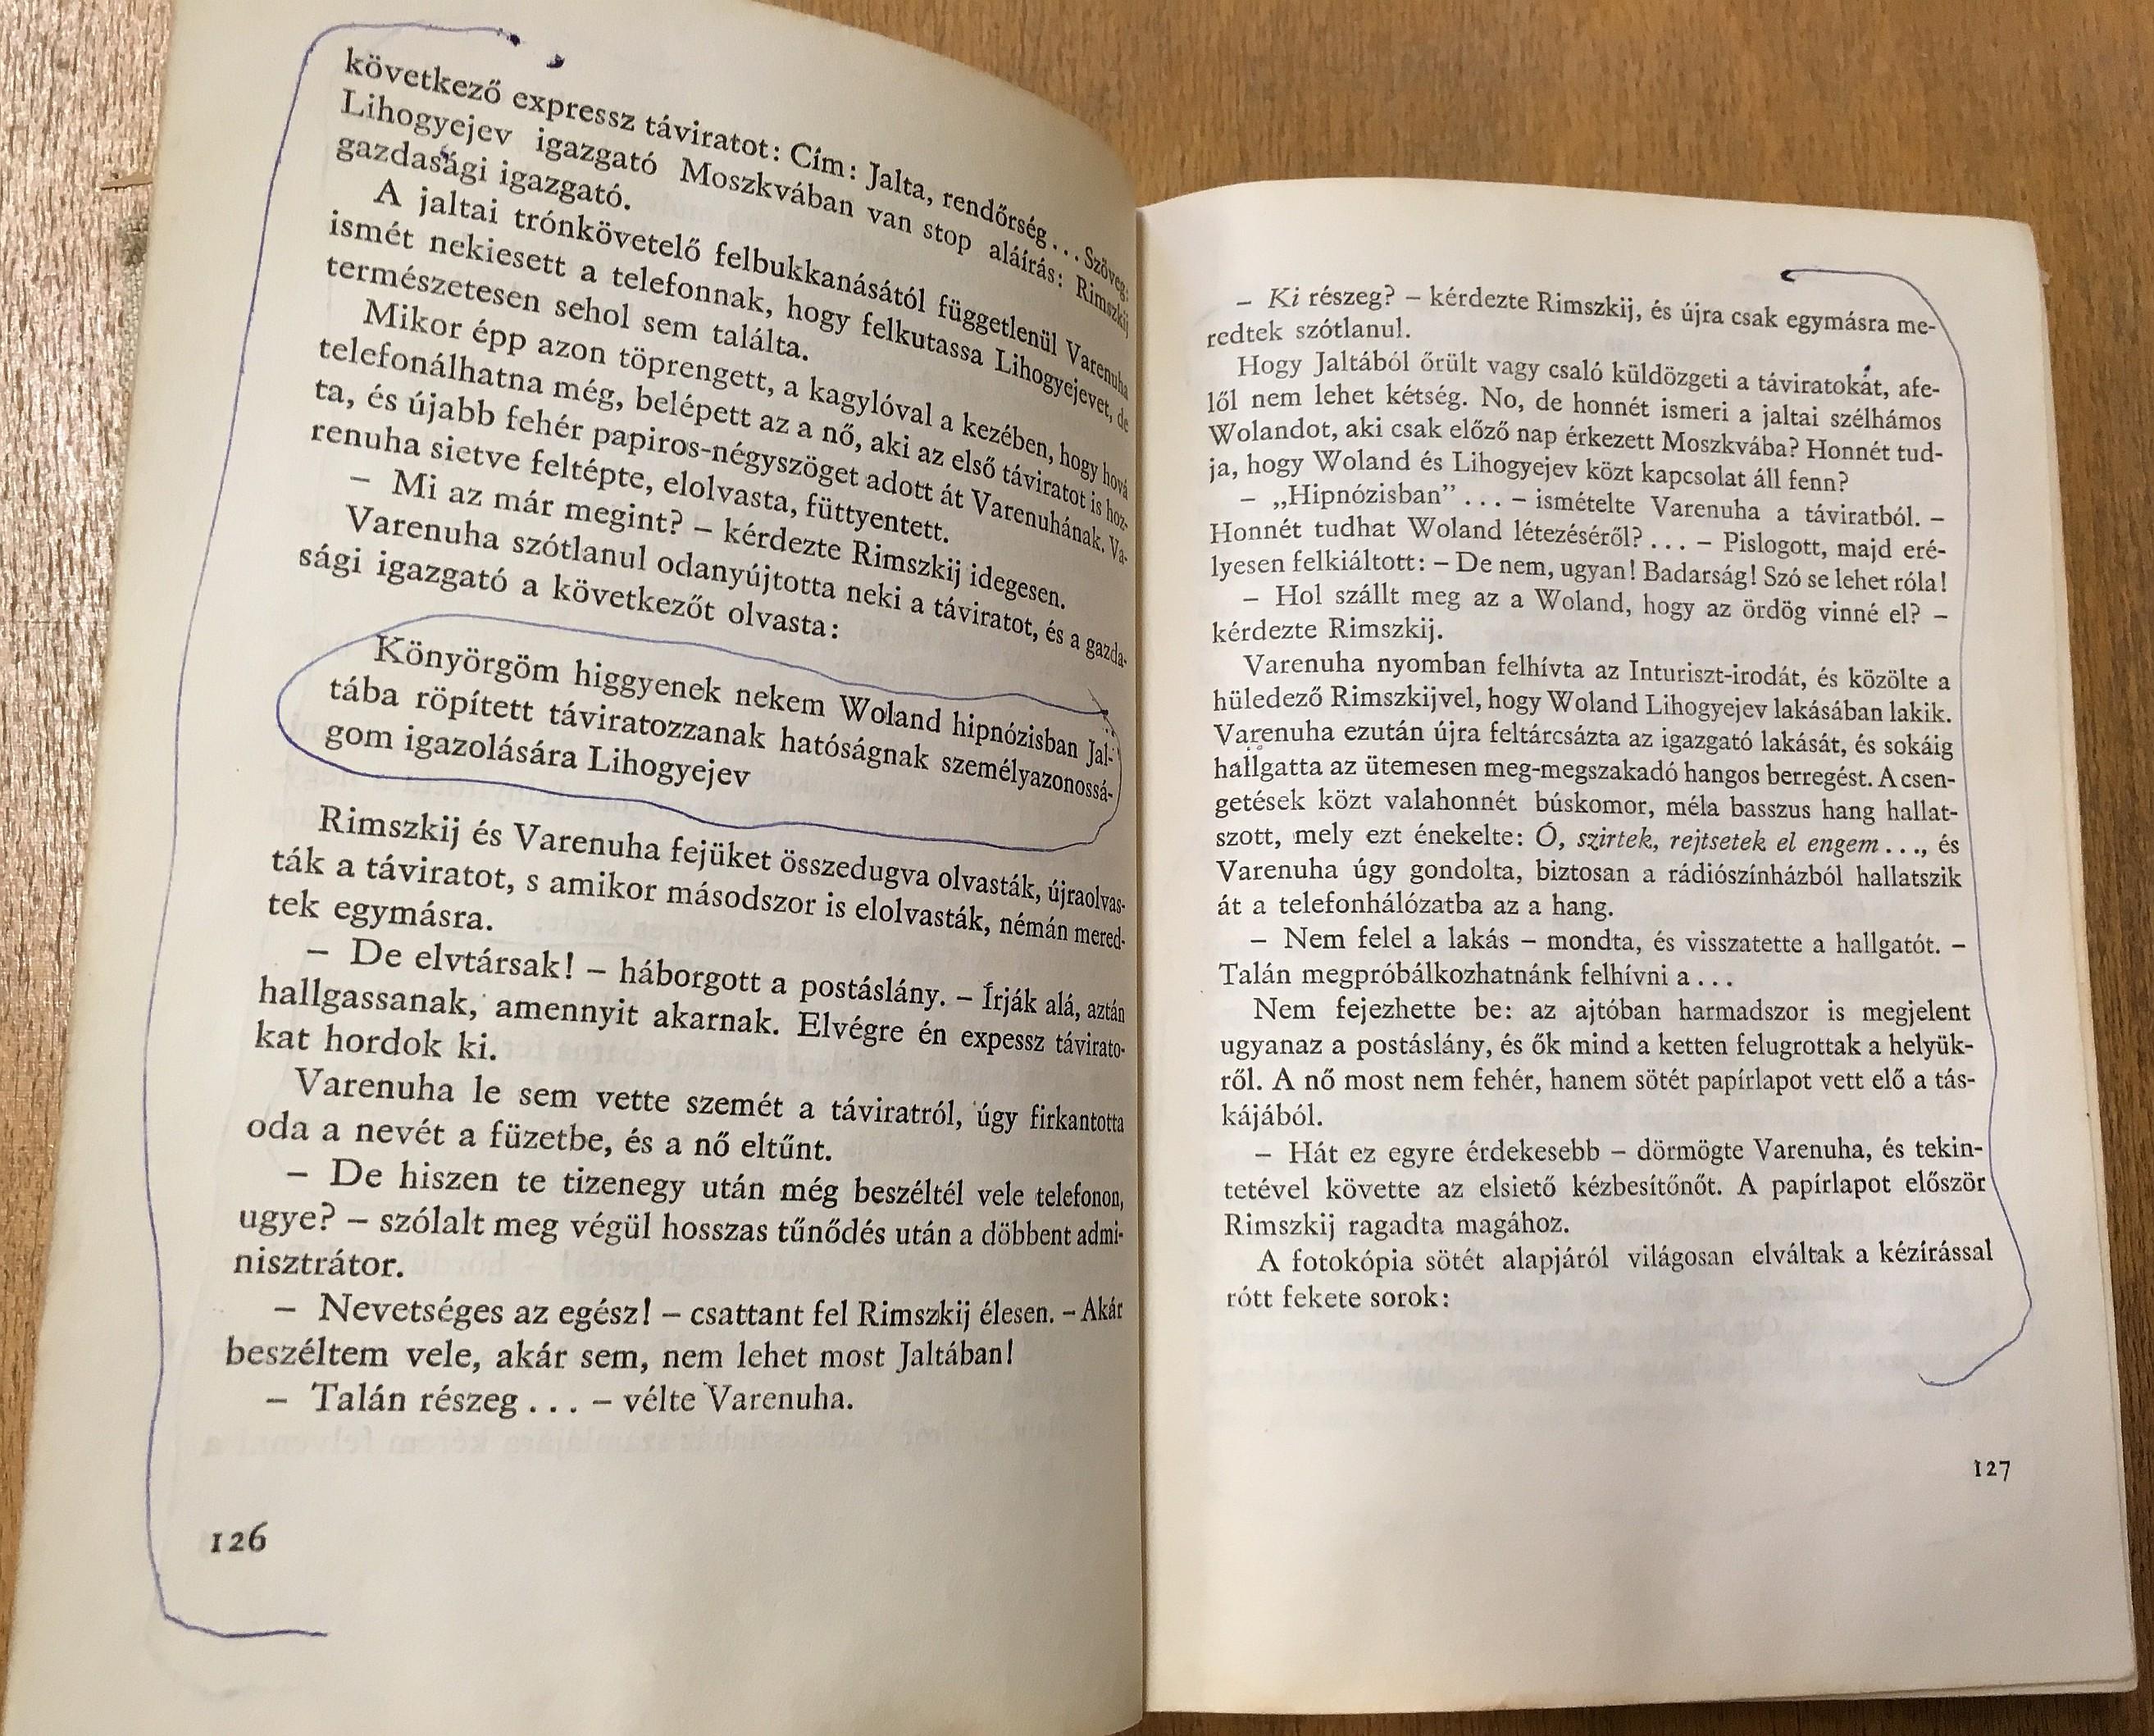 következő expressz táviratot: Cím: Jalta, rendőrség... Szöveg:
Lihogyejev igazgató Moszkvában van stop aláírás: Rimszkij
gazdasági igazgató.
A jaltai trónkövetelő felbukkanásától függetlenül Varenuha
ismét nekiesett a telefonnak, hogy felkutassa Lihogyejevet, de
természetesen sehol sem találta.
Mikor épp azon töprengett, a kagylóval a kezében, hogy hová
telefonálhatna még, belépett az a nő, aki az első táviratot is hoz-
ta, és újabb fehér papiros-négyszöget adott át Varenuhának. Va-
renuha sietve feltépte, elolvasta, füttyentett.
– Mi az már megint? – kérdezte Rimszkij idegesen.
Varenuha szótlanul odanyújtotta neki a táviratot, és a gazda-
sági igazgató a következőt olvasta:
Könyörgöm higgyenek nekem Woland hipnózisban Jal-
tába röpített táviratozzanak hatóságnak személyazonossá-
gom igazolására Lihogyejev
Rimszkij és Varenuha fejüket összedugva olvasták, újraolvas-
ták a táviratot, s amikor másodszor is elolvasták, némán mered-
tek egymásra.
– De elvtársak! – háborgott a postáslány. – Írják alá, aztán
hallgassanak, amennyit akarnak. Elvégre én expessz távirato-
kat hordok ki.
Varenuha le sem vette szemét a táviratról, úgy firkantotta
oda a nevét a füzetbe, és a nő eltűnt.
– De hiszen te tizenegy után még beszéltél vele telefonon,
ugye? – szólalt meg végül hosszas tűnődés után a döbbent admi-
nisztrátor.
– Nevetséges az egész! – csattant fel Rimszkij élesen. – Akár
beszéltem vele, akár sem, nem lehet most Jaltában!
– Talán részeg... – vélte Varenuha.
126
– Ki részeg? – kérdezte Rimszkij, és újra csak egymásra me-
redtek szótlanul.
Hogy Jaltából őrült vagy csaló küldözgeti a táviratokat, afe-
lől nem lehet kétség. No, de honnét ismeri a jaltai szélhámos
Wolandot, aki csak előző nap érkezett Moszkvába? Honnét tud-
ja, hogy Woland és Lihogyejev közt kapcsolat áll fenn?
– „Hipnózisban”... – ismételte Varenuha a táviratból. –
Honnét tudhat Woland létezéséről?... – Pislogott, majd eré-
lyesen felkiáltott: – De nem, ugyan! Badarság! Szó se lehet róla!
– Hol szállt meg az a Woland, hogy az ördög vinné el? –
kérdezte Rimszkij.
Varenuha nyomban felhívta az Inturiszt-irodát, és közölte a
hüledező Rimszkijvel, hogy Woland Lihogyejev lakásában lakik.
Varenuha ezután újra feltárcsázta az igazgató lakását, és sokáig
hallgatta az ütemesen meg-megszakadó hangos berregést. A csen-
getések közt valahonnét búskomor, méla basszus hang hallat-
szott, mely ezt énekelte: Ó, szirtek, rejtsetek el engem..., és
Varenuha úgy gondolta, biztosan a rádiószínházból hallatszik
át a telefonhálózatba az a hang.
– Nem felel a lakás – mondta, és visszatette a hallgatót. –
Talán megpróbálkozhatnánk felhívni a...
Nem fejezhette be: az ajtóban harmadszor is megjelent
ugyanaz a postáslány, és ők mind a ketten felugrottak a helyük-
ről. A nő most nem fehér, hanem sötét papírlapot vett elő a tás-
kájából.
– Hát ez egyre érdekesebb – dörmögte Varenuha, és tekin-
tetével követte az elsiető kézbesítőnőt. A papírlapot először
Rimszkij ragadta magához.
A fotokópia sötét alapjáról világosan elváltak a kézírással
rótt fekete sorok:
127